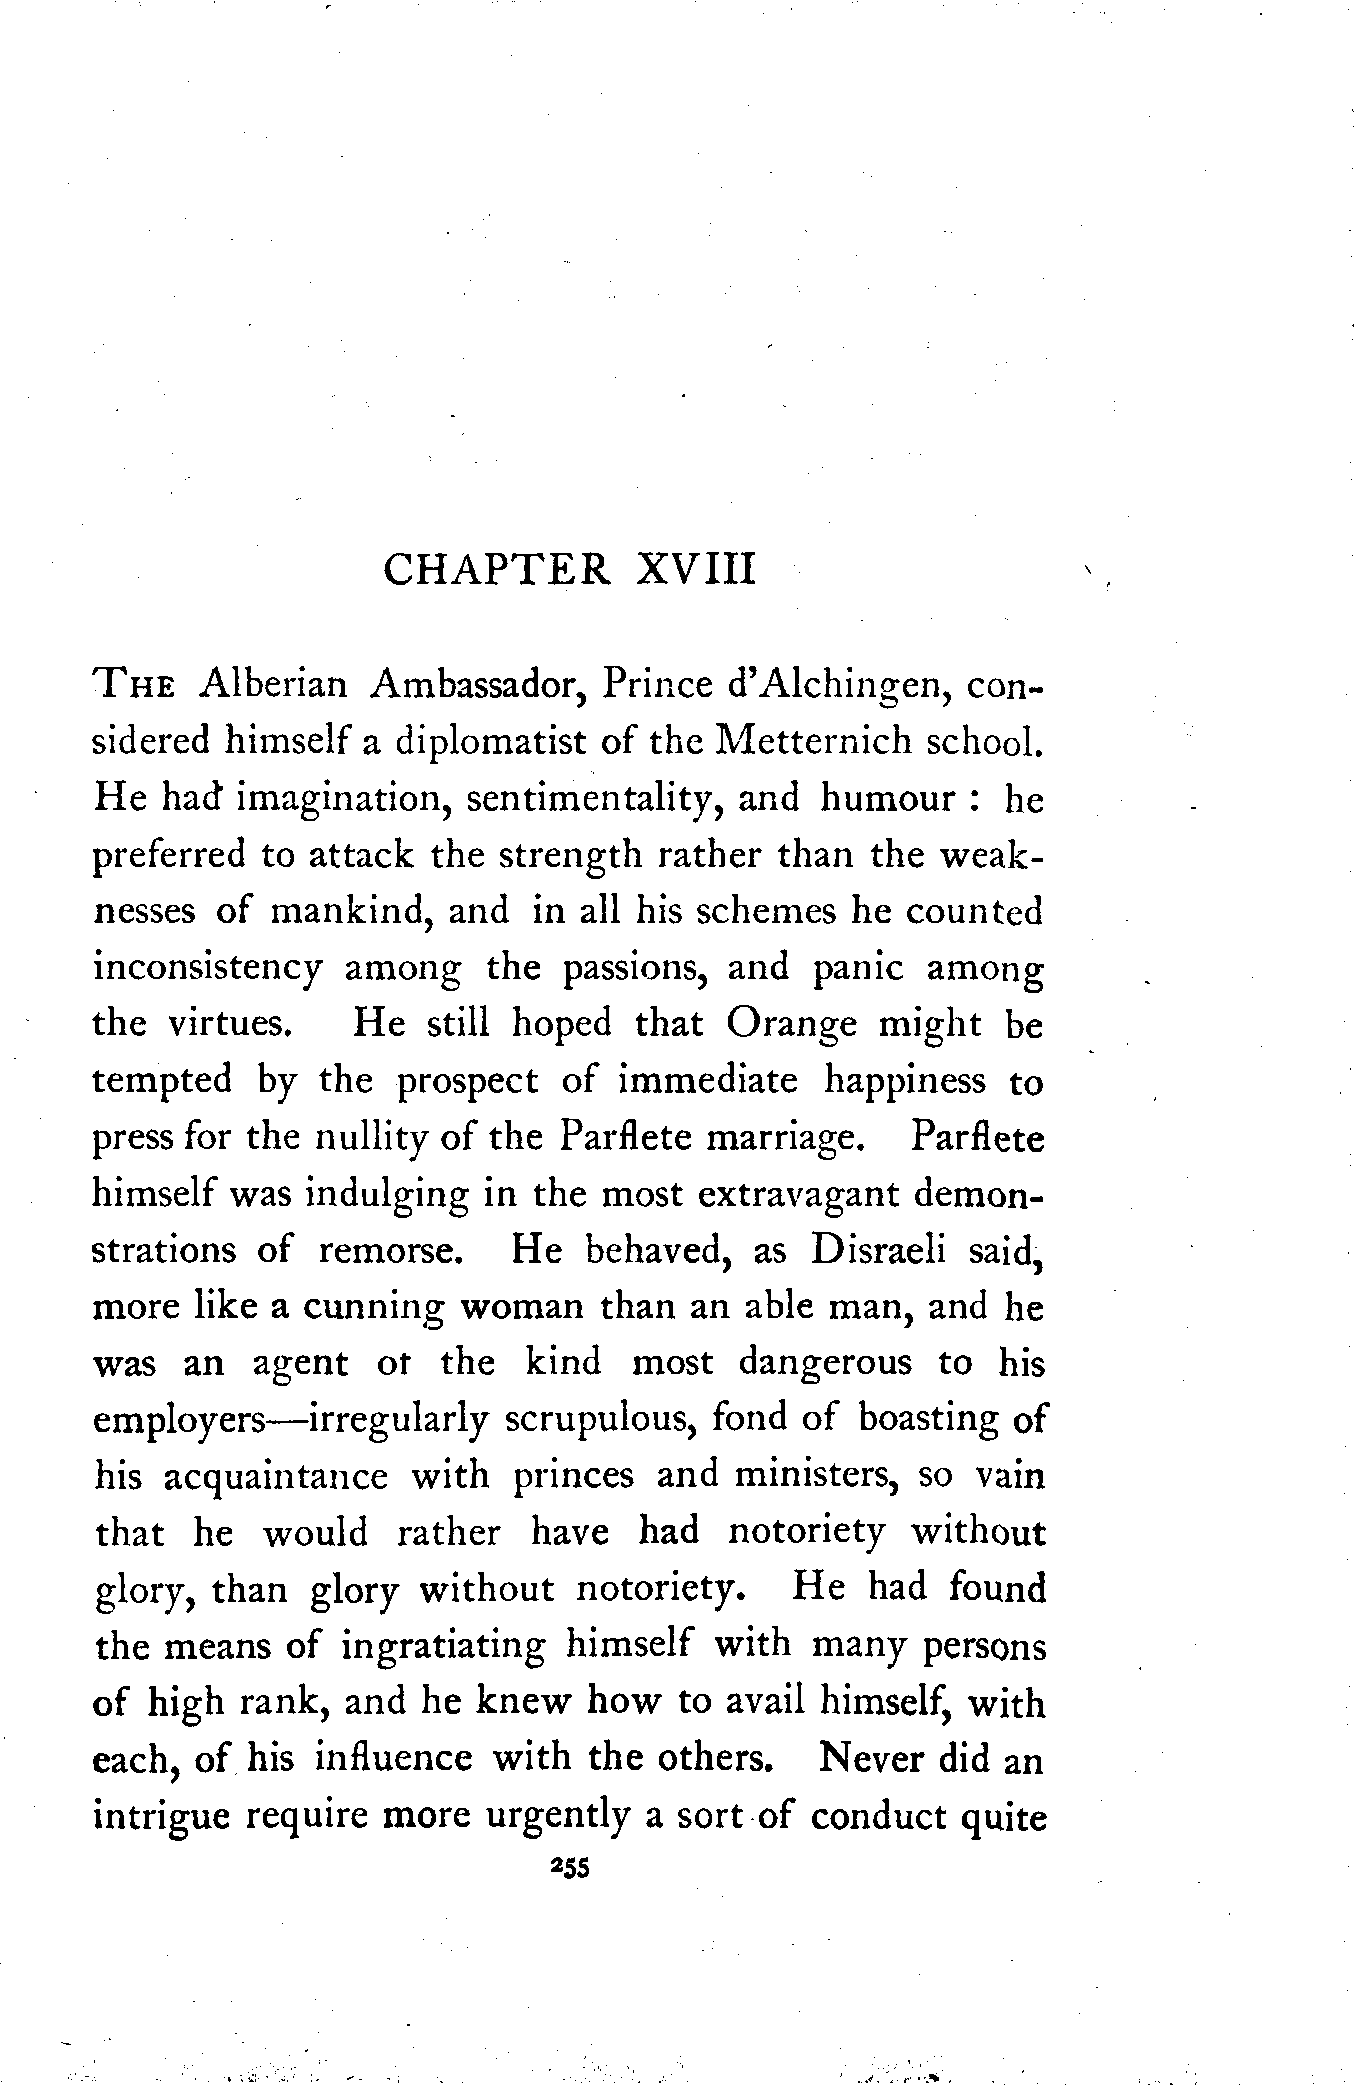 CHAPTER XVIII
THE Alberian Ambassador, Prince d'Alchingen, con-
sidered himself a diplomatist of the Metternich school.
He had imagination, sentimentality, and humour : he
preferred to attack the strength rather than the weak-
nesses of mankind, and in all his schemes he counted
inconsistency among the passions, and panic among
the virtues. He still hoped that Orange might be
tempted by the prospect of immediate happiness to
press for the nullity of the Parflete marriage. Parflete
himself was indulging in the most extravagant demon-
strations of remorse. He behaved, as Disraeli said,
more like a cunning woman than an able man, and he
was an agent of the kind most dangerous to his
employers—irregularly scrupulous, fond of boasting of
his acquaintance with princes and ministers, so vain
that he would rather have had notoriety without
glory, than glory without notoriety. He had found
the means of ingratiating himself with many persons
of high rank, and he knew how to avail himself, with
each, of his influence with the others. Never did an
intrigue require more urgently a sort of conduct quite
255